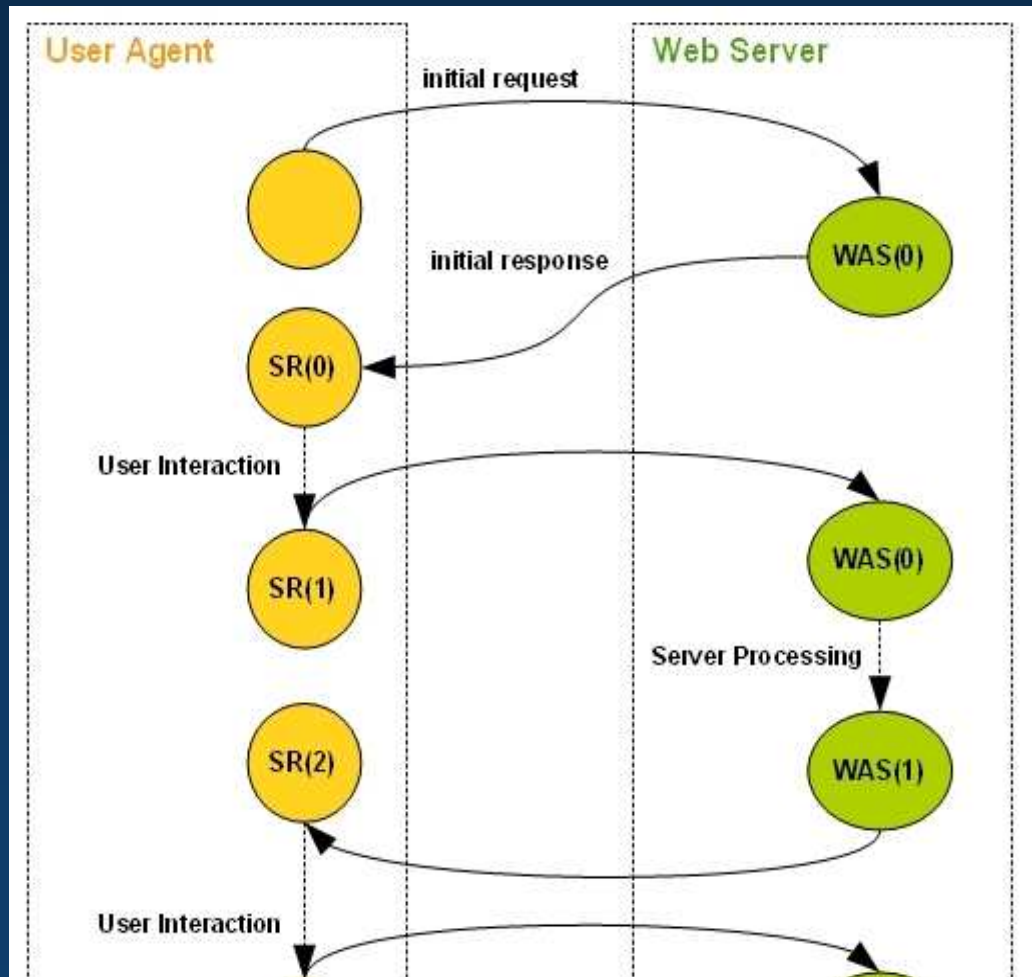 User Agent
Web Server
initial request
WAS(0)
initial response
SR(0)
User Interaction
WAS(0)
SR(1)
Server Processing
SR(2)
WAS(1)
User Interaction